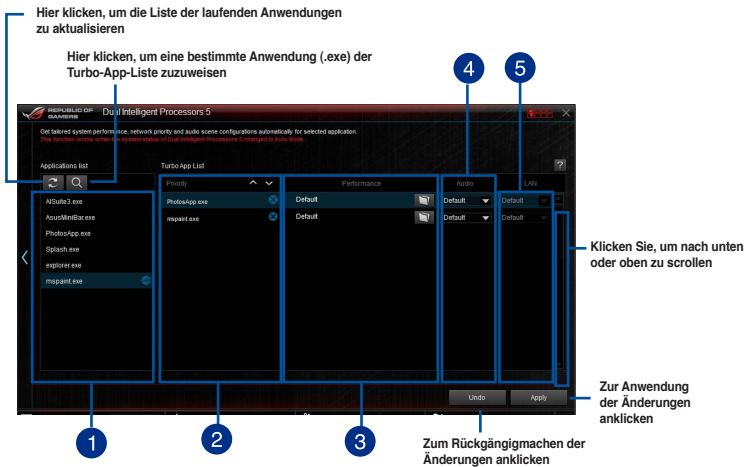 Hier klicken, um die Liste der laufenden Anwendungen
zu aktualisieren
Hier klicken, um eine bestimmte Anwendung (.exe) der
Turbo-App-Liste zuzuweisen
4
5
REPUBLIC OF
GAMERS
Dual Intelligent Processors 5
Get tailored system performance, network priority and audio scene configurations automatically for selected application.
This function works when the system status of Dual Intelligent Processors 5 changed to Auto Mode.
Applications list
Turbo App List
?
Priority
Performance
Audio
LAN
AISuite3.exe
PhotosApp.exe
Default
Default
Default
AsusMiniBar.exe
mspaint.exe
Default
Default
Default
PhotosApp.exe
Splash.exe
explorer.exe
mspaint.exe
Klicken Sie, um nach unten
oder oben zu scrollen
Undo
Apply
Zur Anwendung
der Änderungen
anklicken
1
2
3
Zum Rückgängigmachen der
Änderungen anklicken